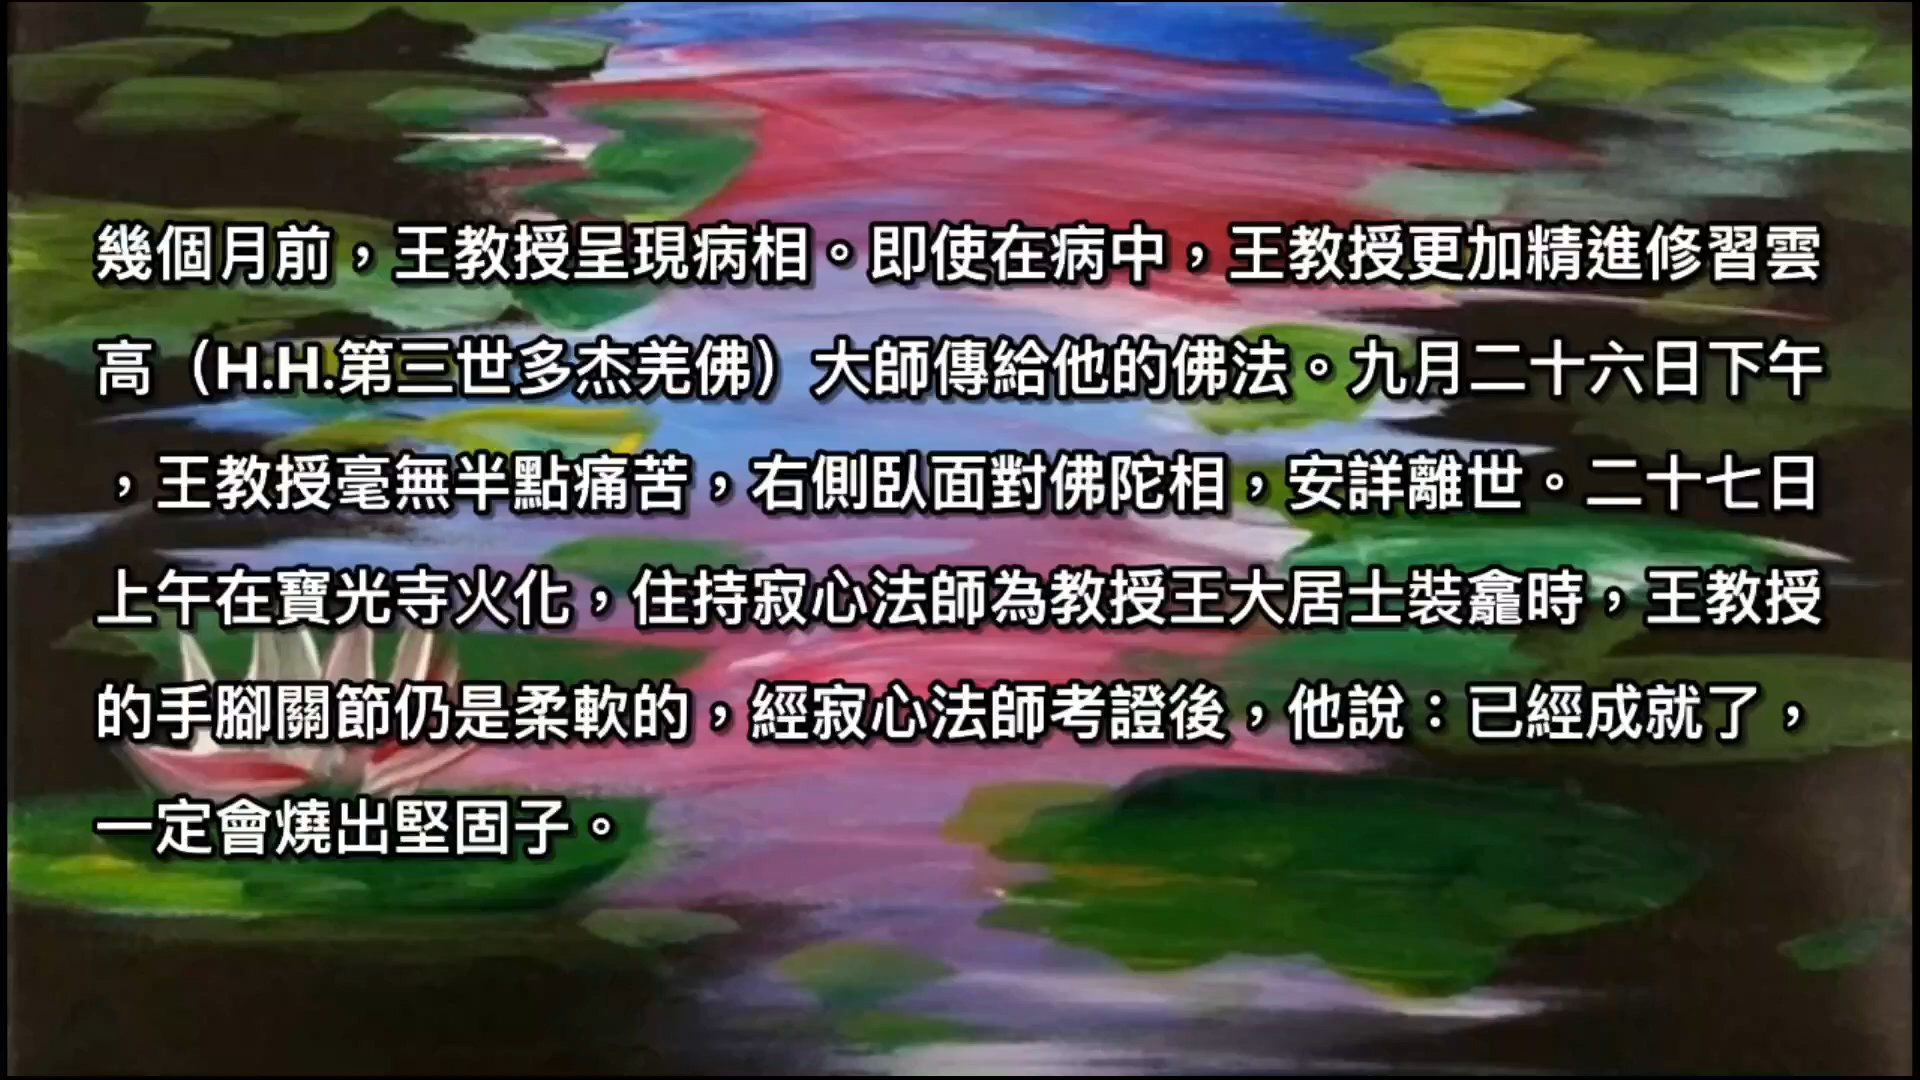 幾個月前，王教授呈現病相。即使在病中，王教授更加精進修習雲
高（H.H.第三世多杰羌佛）大師傳給他的佛法。九月二十六日下午
，王教授毫無半點痛苦，右側臥面對佛陀相，安詳離世。二十七日
上午在寶光寺火化，住持寂心法師為教授王大居士裝龕時，王教授
的手腳關節仍是柔軟的，經寂心法師考證後，他說：已經成就了，
一定會燒出堅固子。